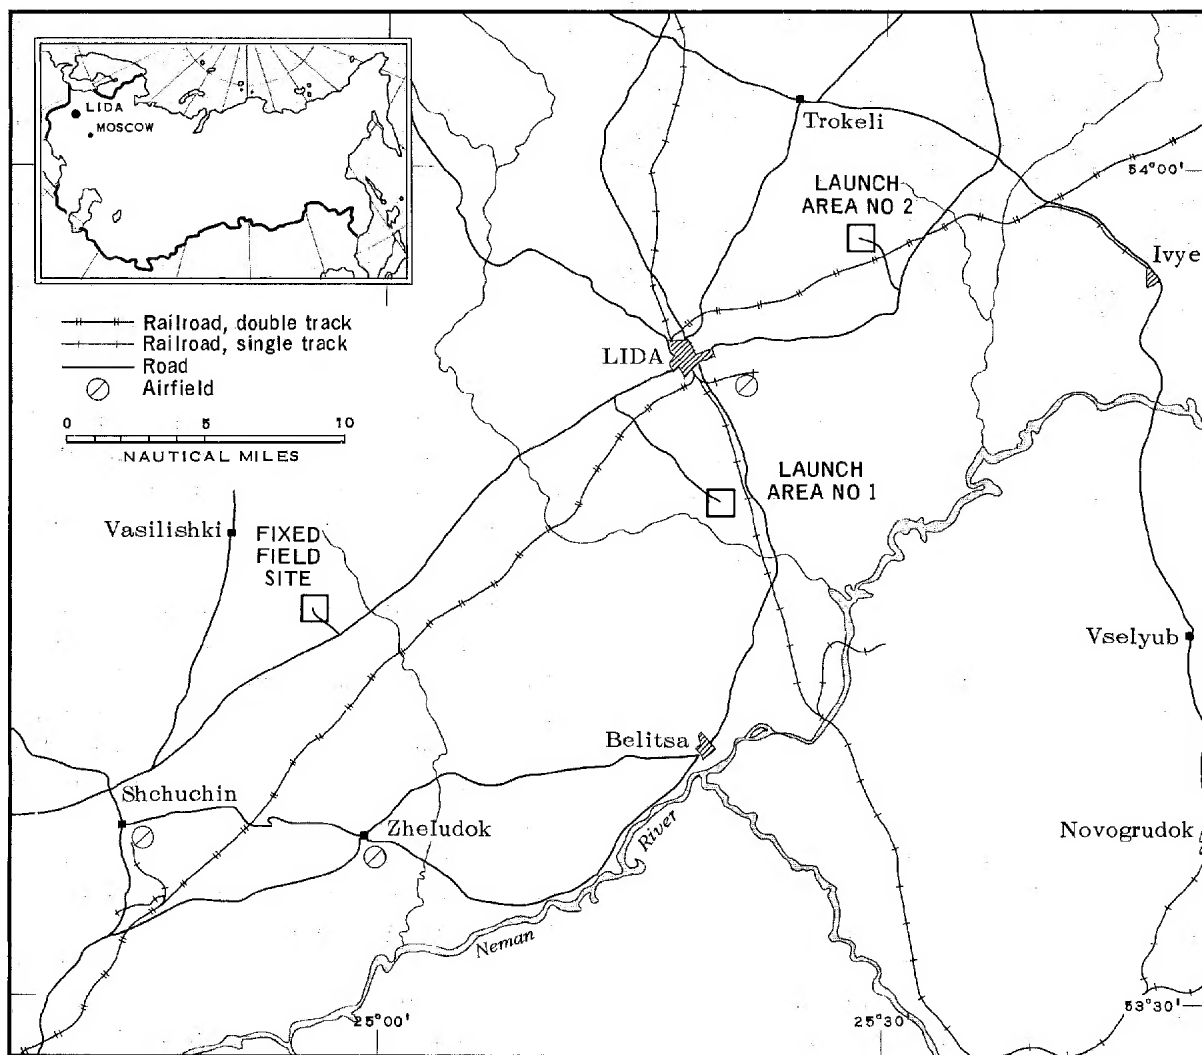 LIDA
MOSCOW
Railroad, double track
Railroad, single track
Road
Airfield
0 5 10
NAUTICAL MILES
Trokeli
54°00'
LAUNCH
AREA NO 2
Ivye
LIDA
LAUNCH
AREA NO 1
Vasilishki
FIXED
FIELD
SITE
Vselyub
Belitsa
Shchuchin
Zheludok
River
Novogrudok
Neman
25°00'
25°30'
53°30'